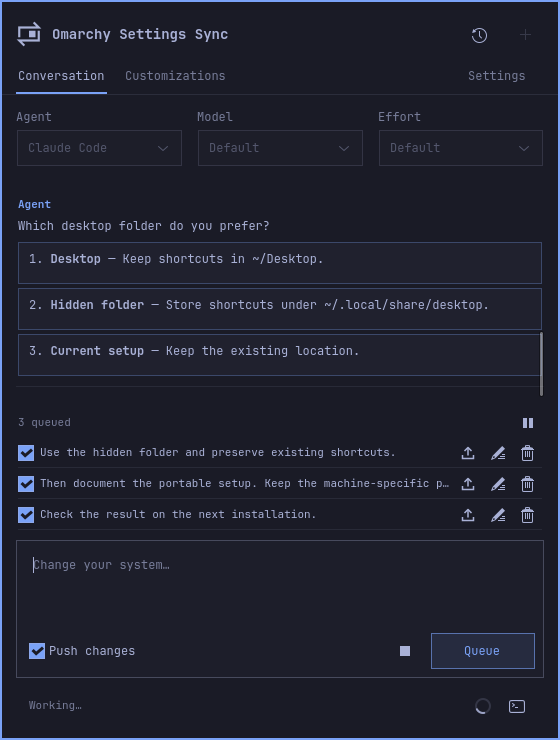 Omarchy Settings Sync
Conversation Customizations Settings
Agent Model Effort
Claude Code Default Default
Agent
Which desktop folder do you prefer?
1. Desktop — Keep shortcuts in ~/Desktop.
2. Hidden folder — Store shortcuts under ~/.local/share/desktop.
3. Current setup — Keep the existing location.
3 queued
Use the hidden folder and preserve existing shortcuts.
Then document the portable setup. Keep the machine-specific p…
Check the result on the next installation.
Change your system…
Push changes Queue
Working…